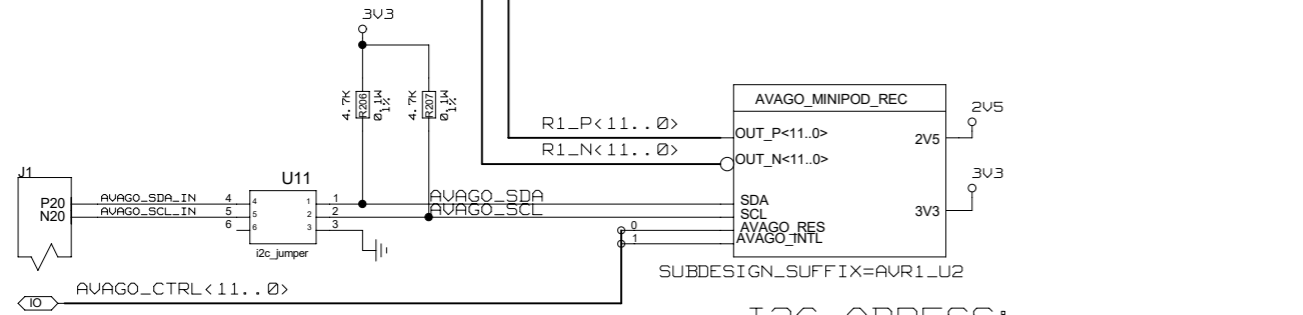 3V3
4.7K
R206
0.1W
1%
4.7K
R207
0.1W
1%
AVAGO_MINIPOD_REC
2V5
R1_P<11..0>
OUT_P<11..0>
2V5
R1_N<11..0>
OUT_N<11..0>
3V3
J1
U11
P20
AVAGO_SDA_IN
4
4
1
1
AVAGO_SDA
SDA
N20
AVAGO_SCL_IN
5
5
2
2
AVAGO_SCL
SCL
3V3
6
6
3
3
0
AVAGO_RES
1
AVAGO_INTL
i2c_jumper
SUBDESIGN_SUFFIX=AVR1_U2
AVAGO_CTRL<11..0>
IO